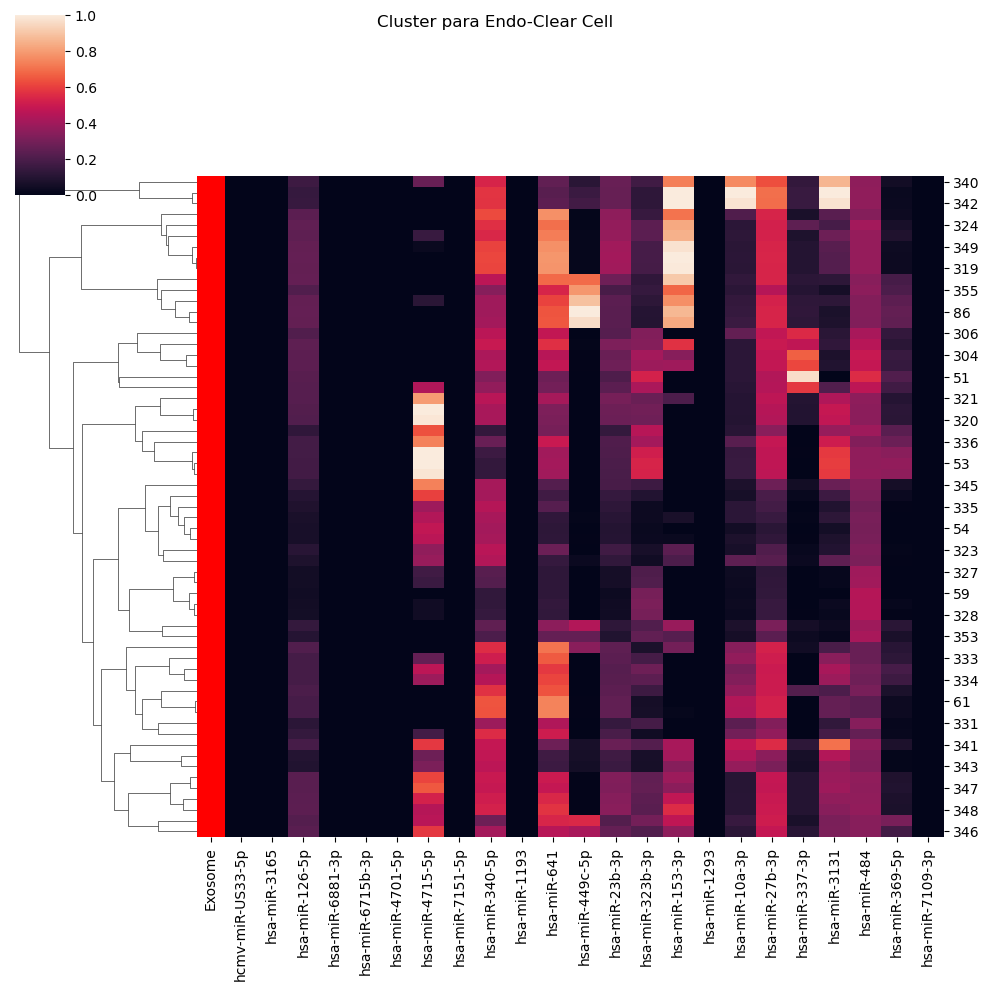 Cluster para Endo-Clear Cell
1.0
0.8
0.6
0.4
0.2
0.0
340
342
324
349
319
355
86
306
304
51
321
320
336
53
345
335
54
323
327
59
328
353
333
334
61
331
341
343
347
348
346
Exosome
hcmv-miR-US33-5p
hsa-miR-3165
hsa-miR-126-5p
hsa-miR-6881-3p
hsa-miR-6715b-3p
hsa-miR-4701-5p
hsa-miR-4715-5p
hsa-miR-7151-5p
hsa-miR-340-5p
hsa-miR-1193
hsa-miR-641
hsa-miR-449c-5p
hsa-miR-23b-3p
hsa-miR-323b-3p
hsa-miR-153-3p
hsa-miR-1293
hsa-miR-10a-3p
hsa-miR-27b-3p
hsa-miR-337-3p
hsa-miR-3131
hsa-miR-484
hsa-miR-369-5p
hsa-miR-7109-3p